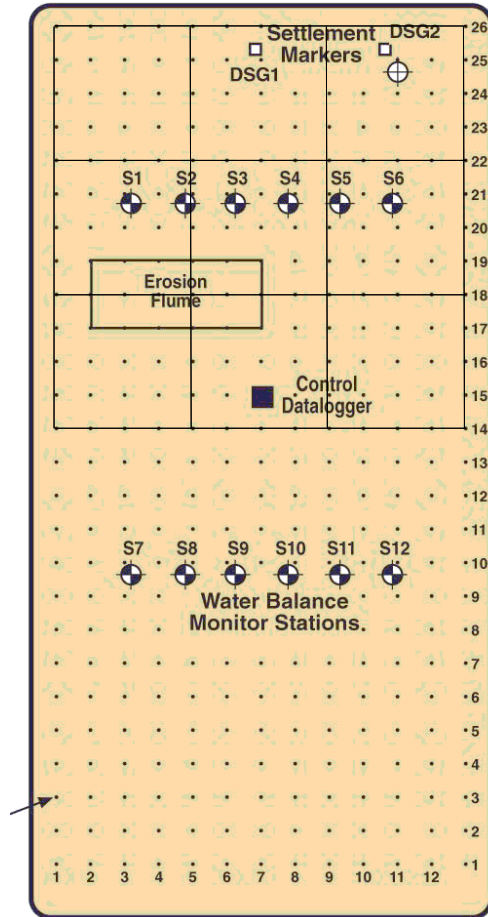 Settlement
Markers
DSG2
DSG1
26
25
24
23
22
S1 S2 S3 S4 S5 S6
21
20
19
Erosion
Flume
18
17
16
Control
Datalogger
15
14
13
12
11
S7 S8 S9 S10 S11 S12
10
9
Water Balance
Monitor Stations
8
7
6
5
4
3
2
1
1 2 3 4 5 6 7 8 9 10 11 12